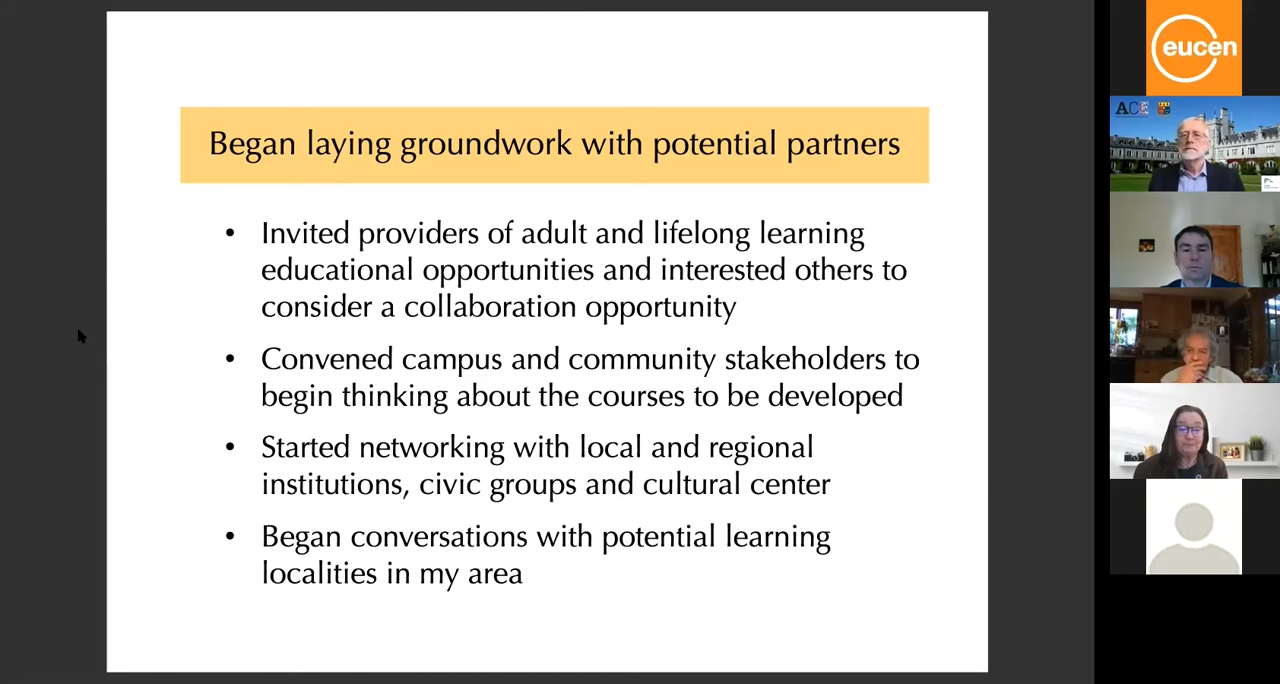 Began laying groundwork with potential partners
• Invited providers of adult and lifelong learning
educational opportunities and interested others to
consider a collaboration opportunity
• Convened campus and community stakeholders to
begin thinking about the courses to be developed
• Started networking with local and regional
institutions, civic groups and cultural center
• Began conversations with potential learning
localities in my area
eucen
ACE